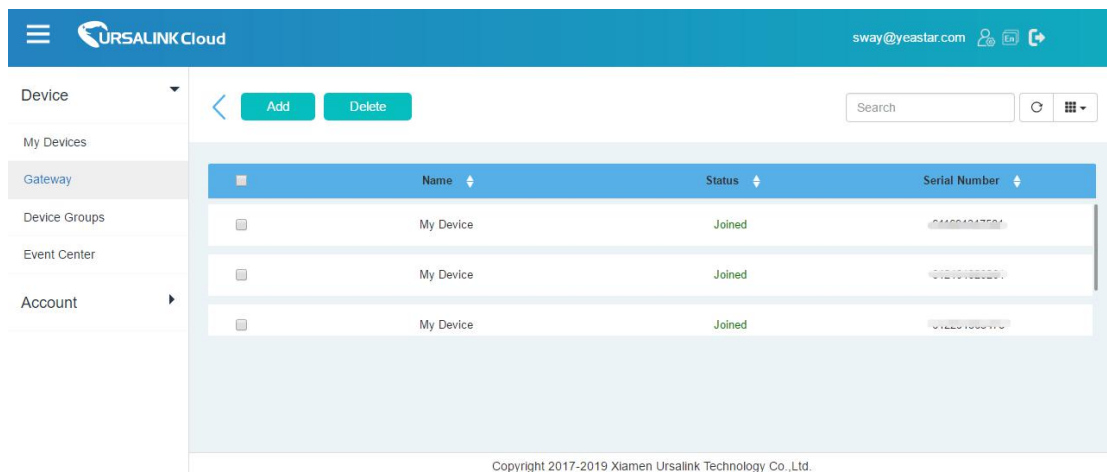 URSALINK Cloud
sway@yeastar.com En
Device
Add Delete Search
My Devices
Gateway
Name Status Serial Number
Device Groups
My Device Joined
Event Center
My Device Joined
Account
My Device Joined
Copyright 2017-2019 Xiamen Ursalink Technology Co.,Ltd.